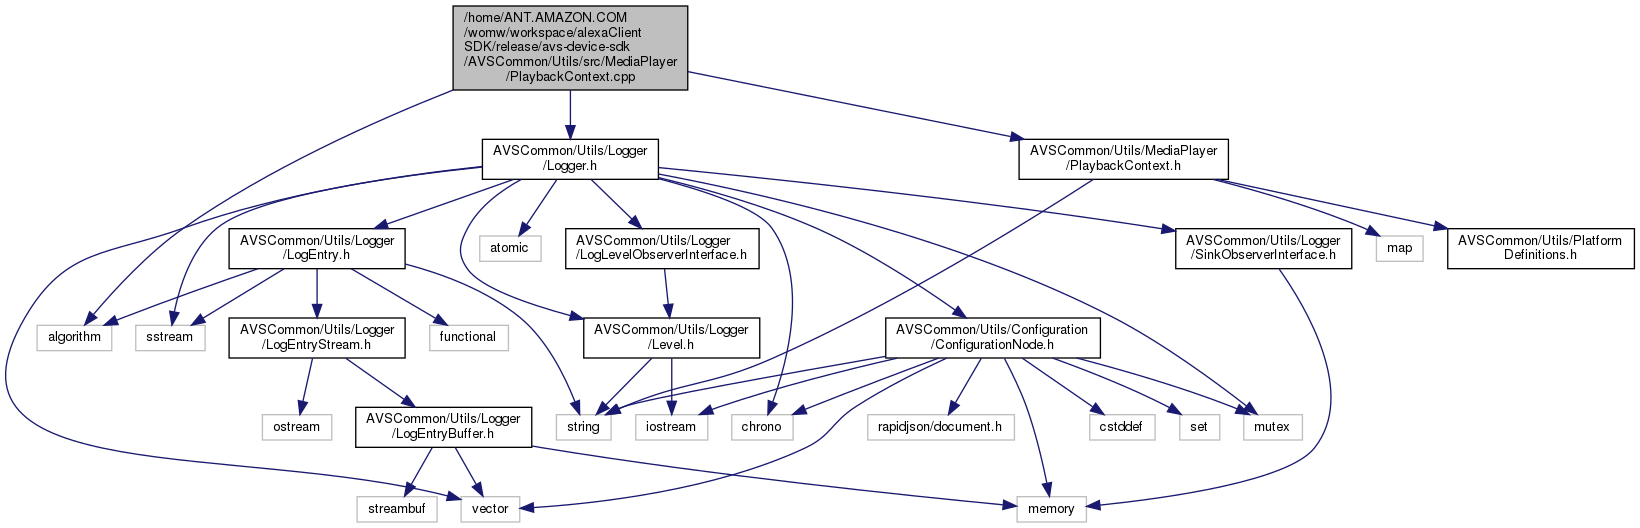 /home/ANT.AMAZON.COM
/womw/workspace/alexaClient
SDK/release/avs-device-sdk
/AVSCommon/Utils/src/MediaPlayer
/PlaybackContext.cpp
AVSCommon/Utils/Logger
/Logger.h
AVSCommon/Utils/MediaPlayer
/PlaybackContext.h
AVSCommon/Utils/Logger
/LogEntry.h
atomic
AVSCommon/Utils/Logger
/LogLevelObserverInterface.h
AVSCommon/Utils/Logger
/SinkObserverInterface.h
map
AVSCommon/Utils/Platform
Definitions.h
algorithm
sstream
AVSCommon/Utils/Logger
/LogEntryStream.h
functional
AVSCommon/Utils/Logger
/Level.h
AVSCommon/Utils/Configuration
/ConfigurationNode.h
ostream
AVSCommon/Utils/Logger
/LogEntryBuffer.h
string
iostream
chrono
rapidjson/document.h
cstddef
set
mutex
streambuf
vector
memory